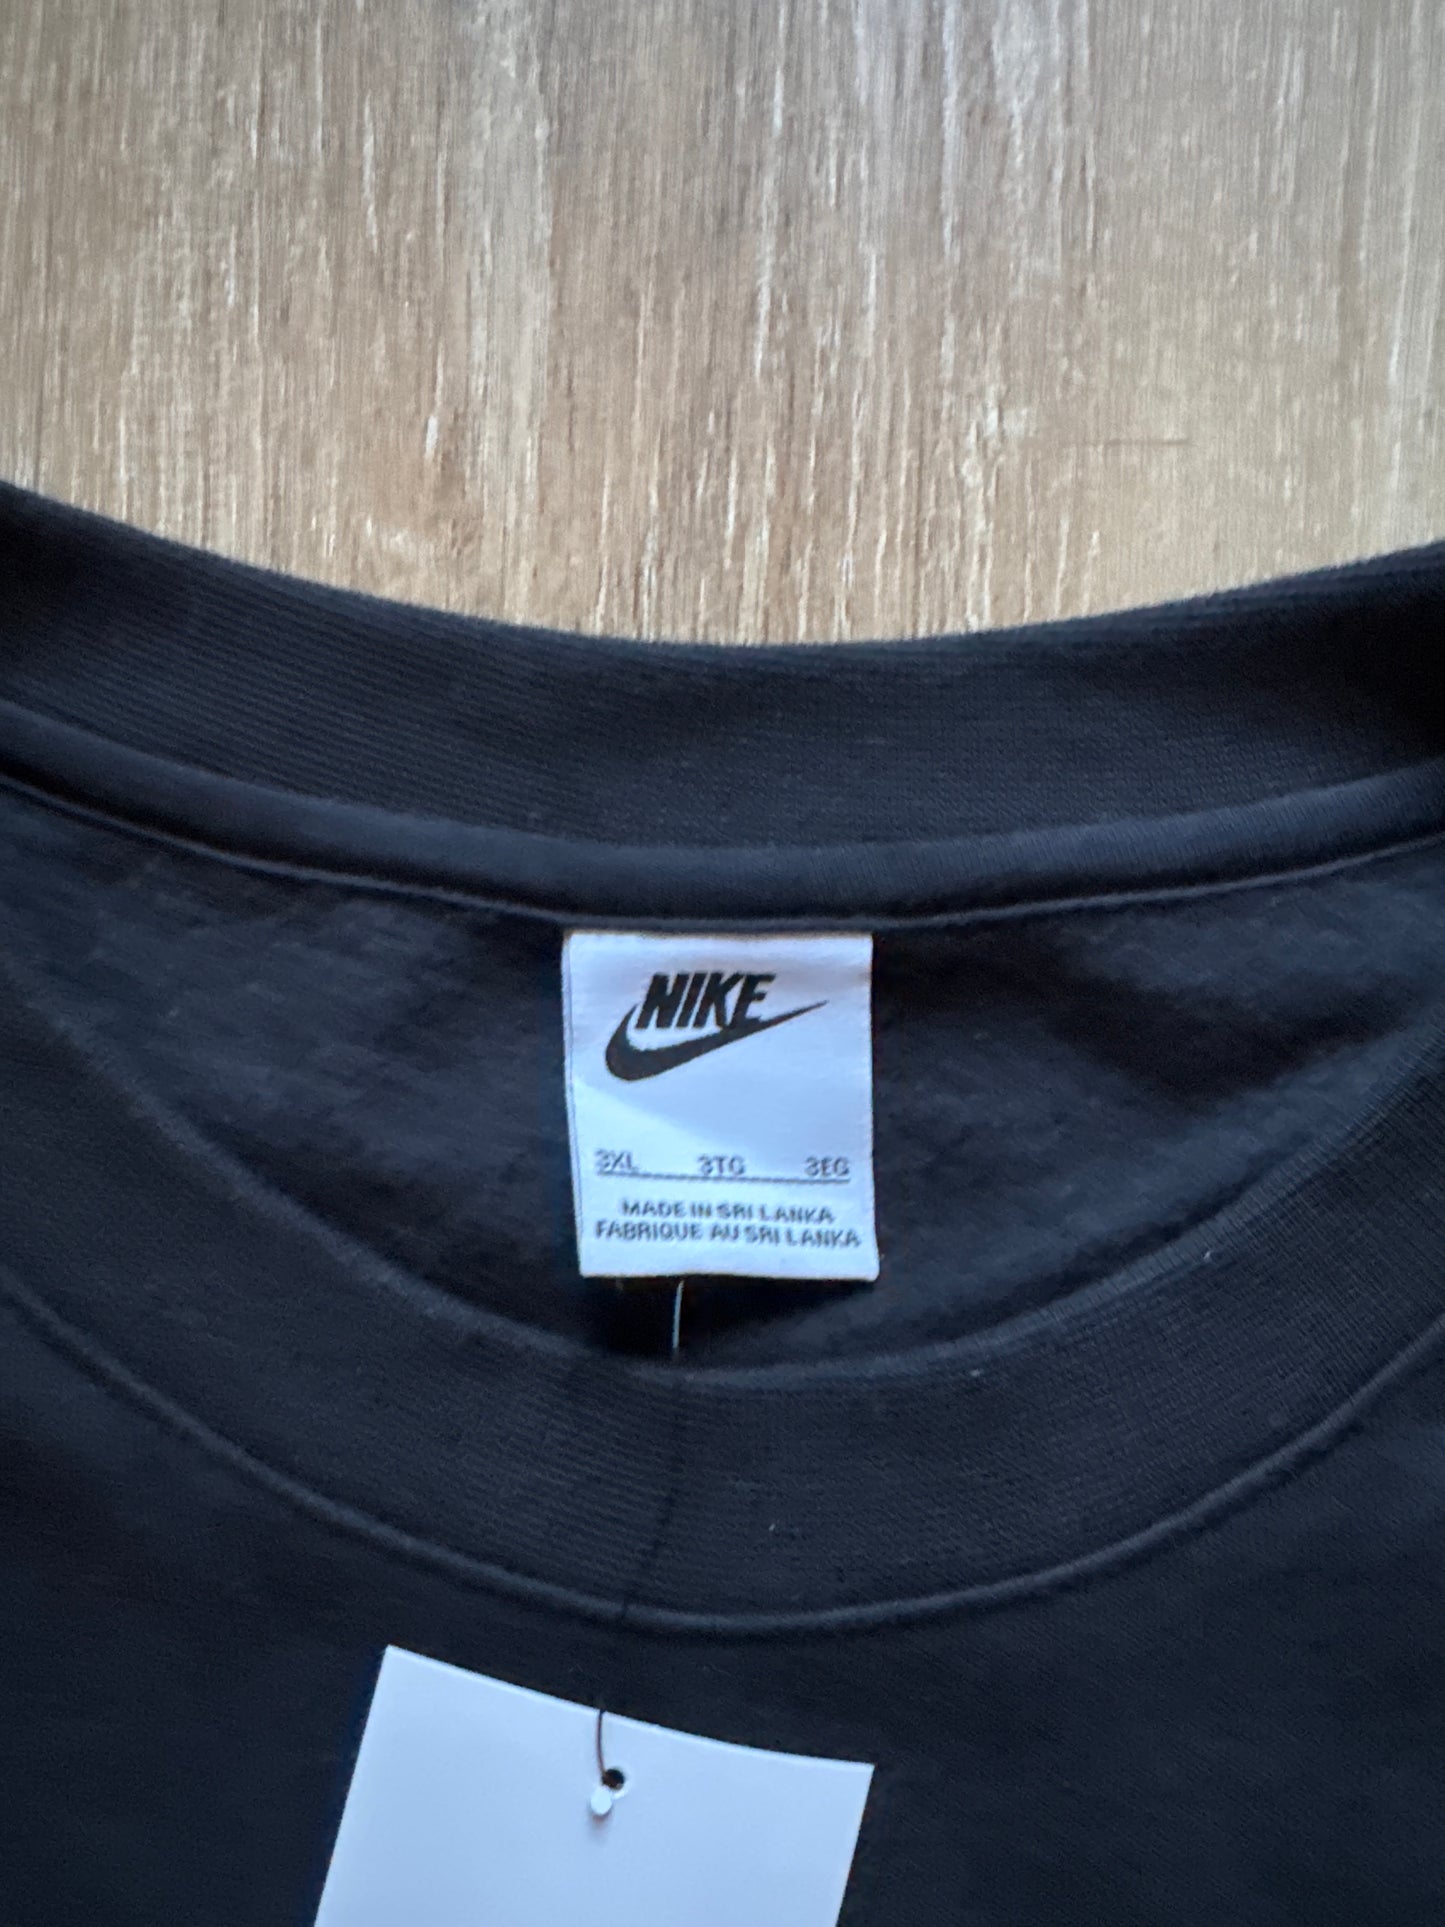 NIKE
3XL 3TG 3EG
MADE IN SRI LANKA
FABRIQUE AU SRI LANKA